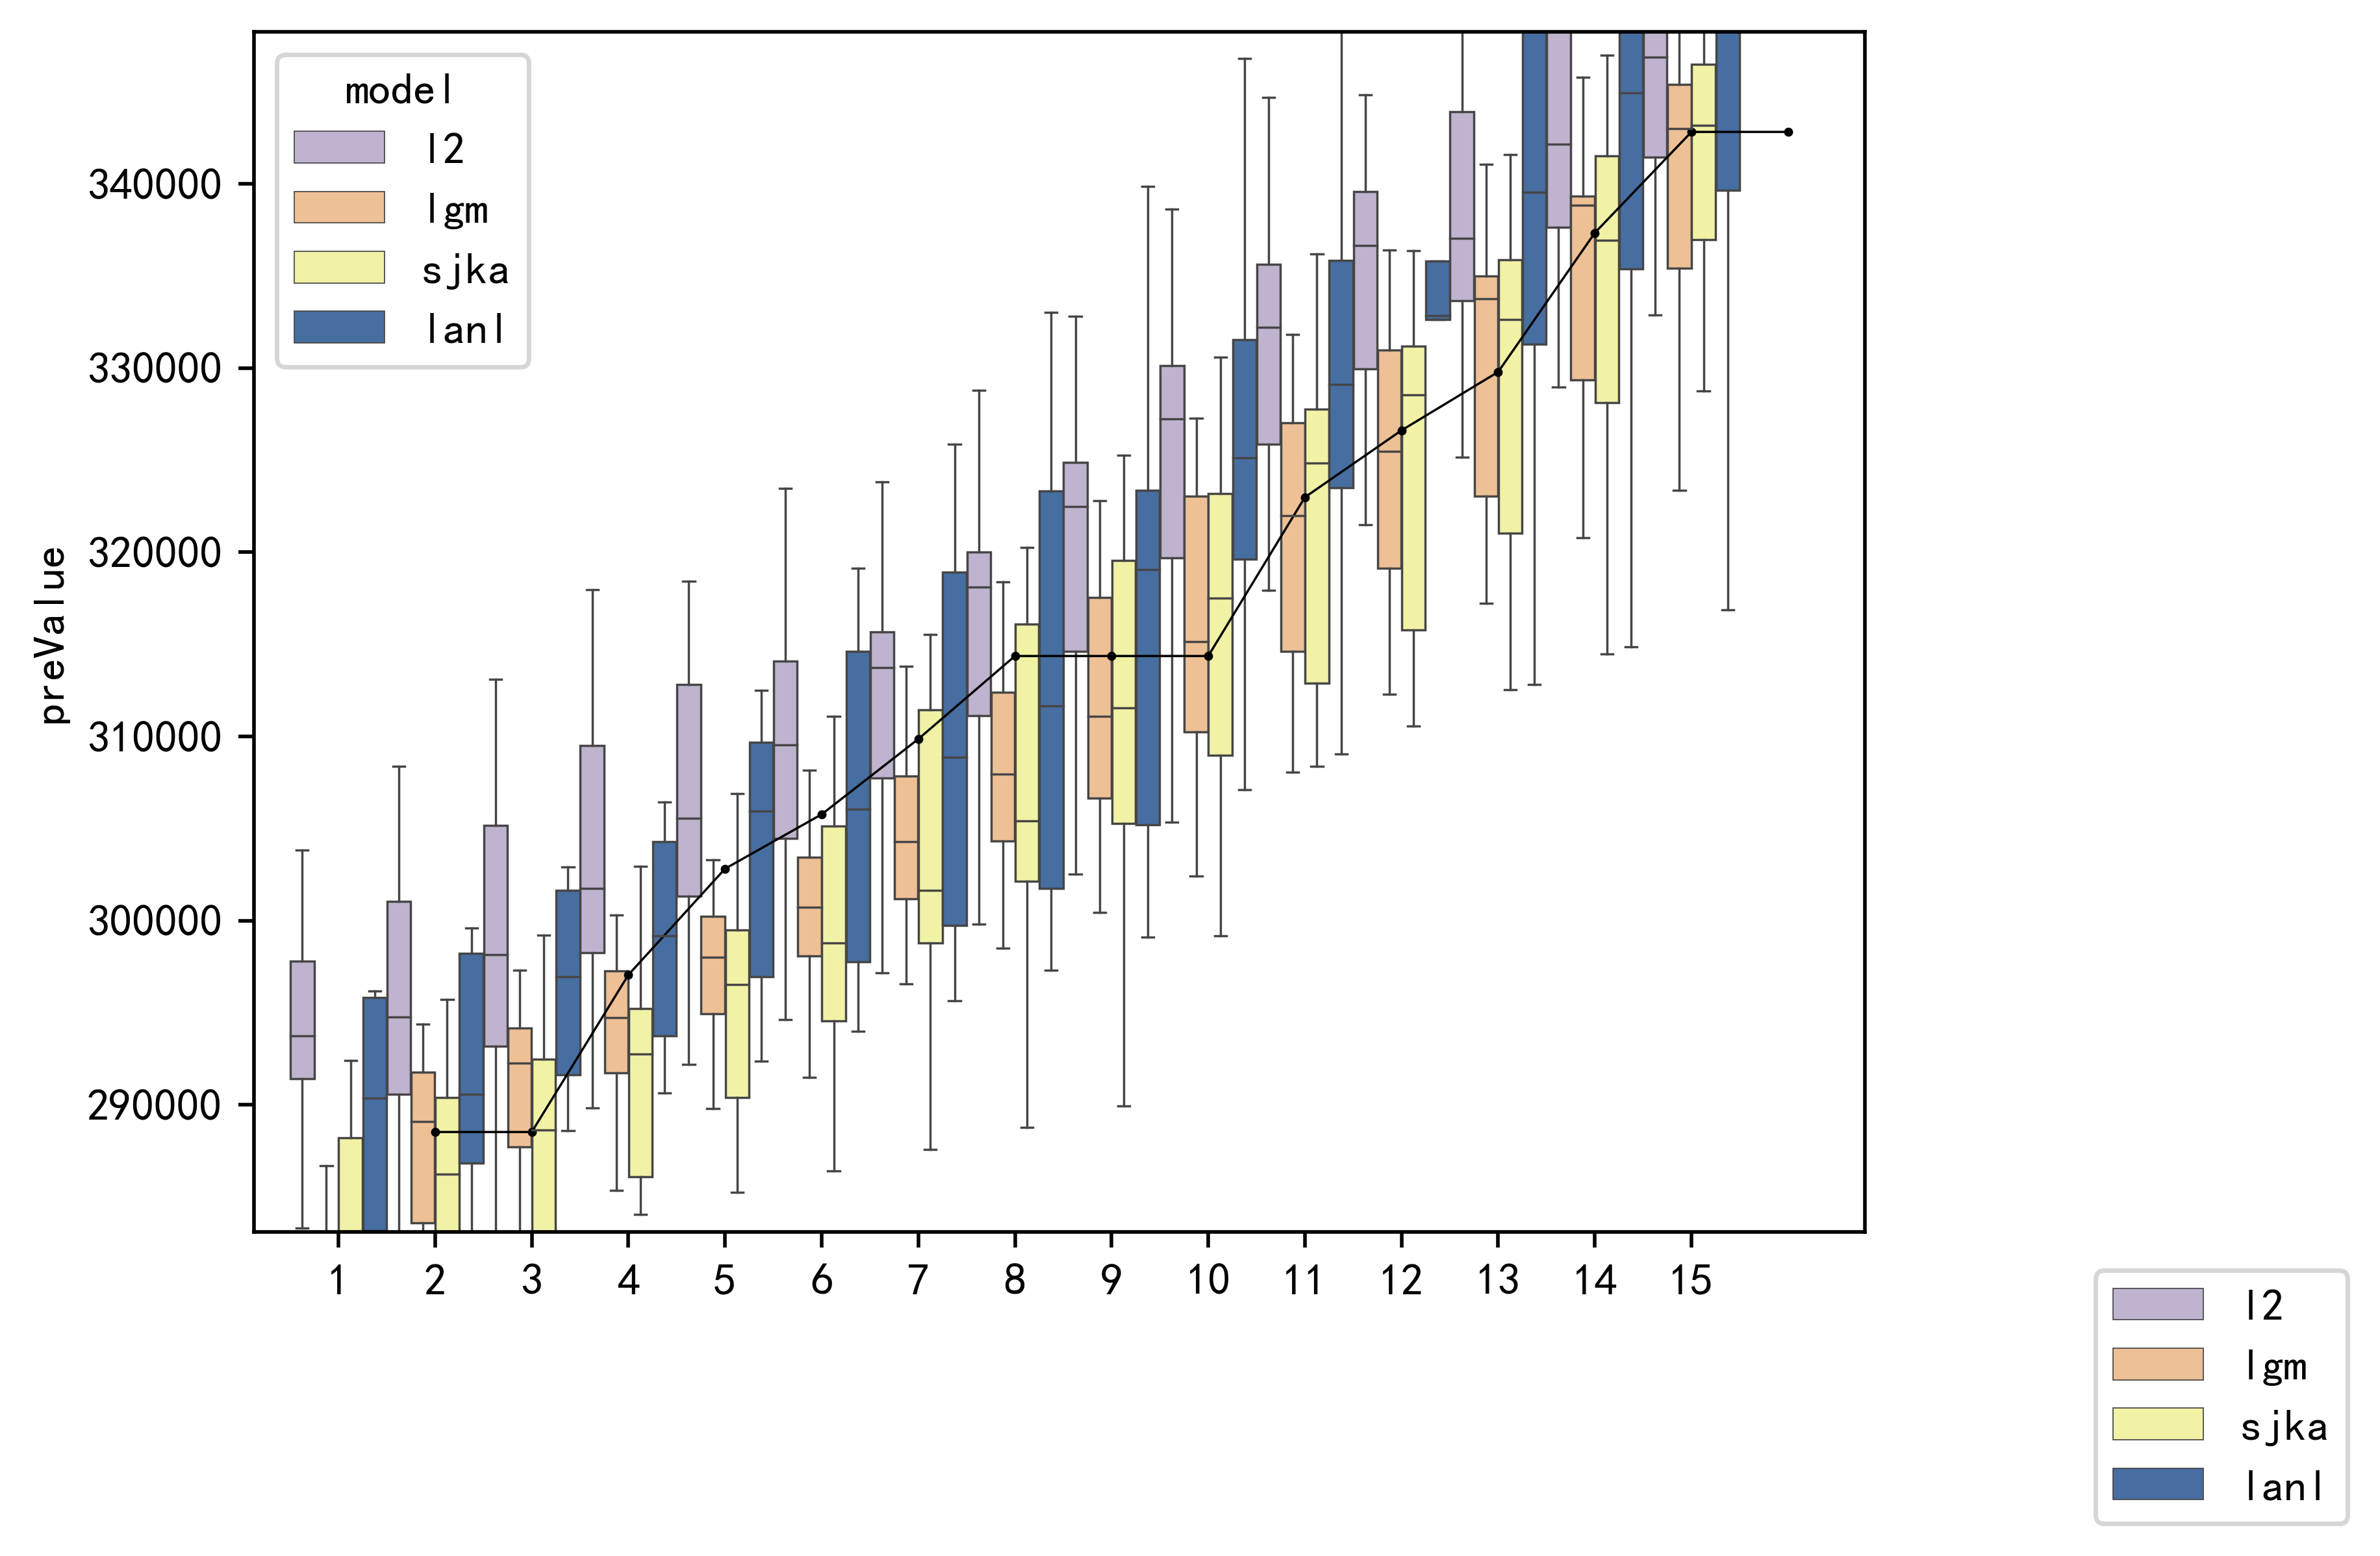 model
l2
lgm
sjka
lanl
preValue
340000
330000
320000
310000
300000
290000
1 2 3 4 5 6 7 8 9 10 11 12 13 14 15
l2
lgm
sjka
lanl